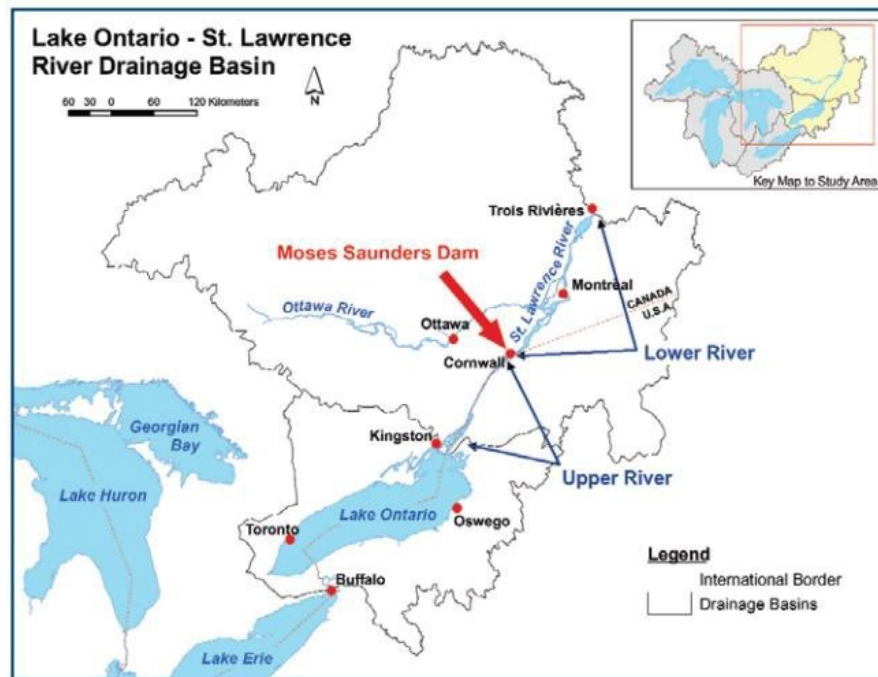 Lake Ontario - St. Lawrence
River Drainage Basin
60 30 0 60 120 Kilometers
N
Key Map to Study Area
Trois Rivières
Moses Saunders Dam
St. Lawrence River
Montréal
Ottawa River
CANADA
U.S.A.
Ottawa
Cornwall
Lower River
Georgian
Bay
Kingston
Upper River
Lake Huron
Lake Ontario
Oswego
Toronto
Legend
Buffalo
International Border
Drainage Basins
Lake Erie